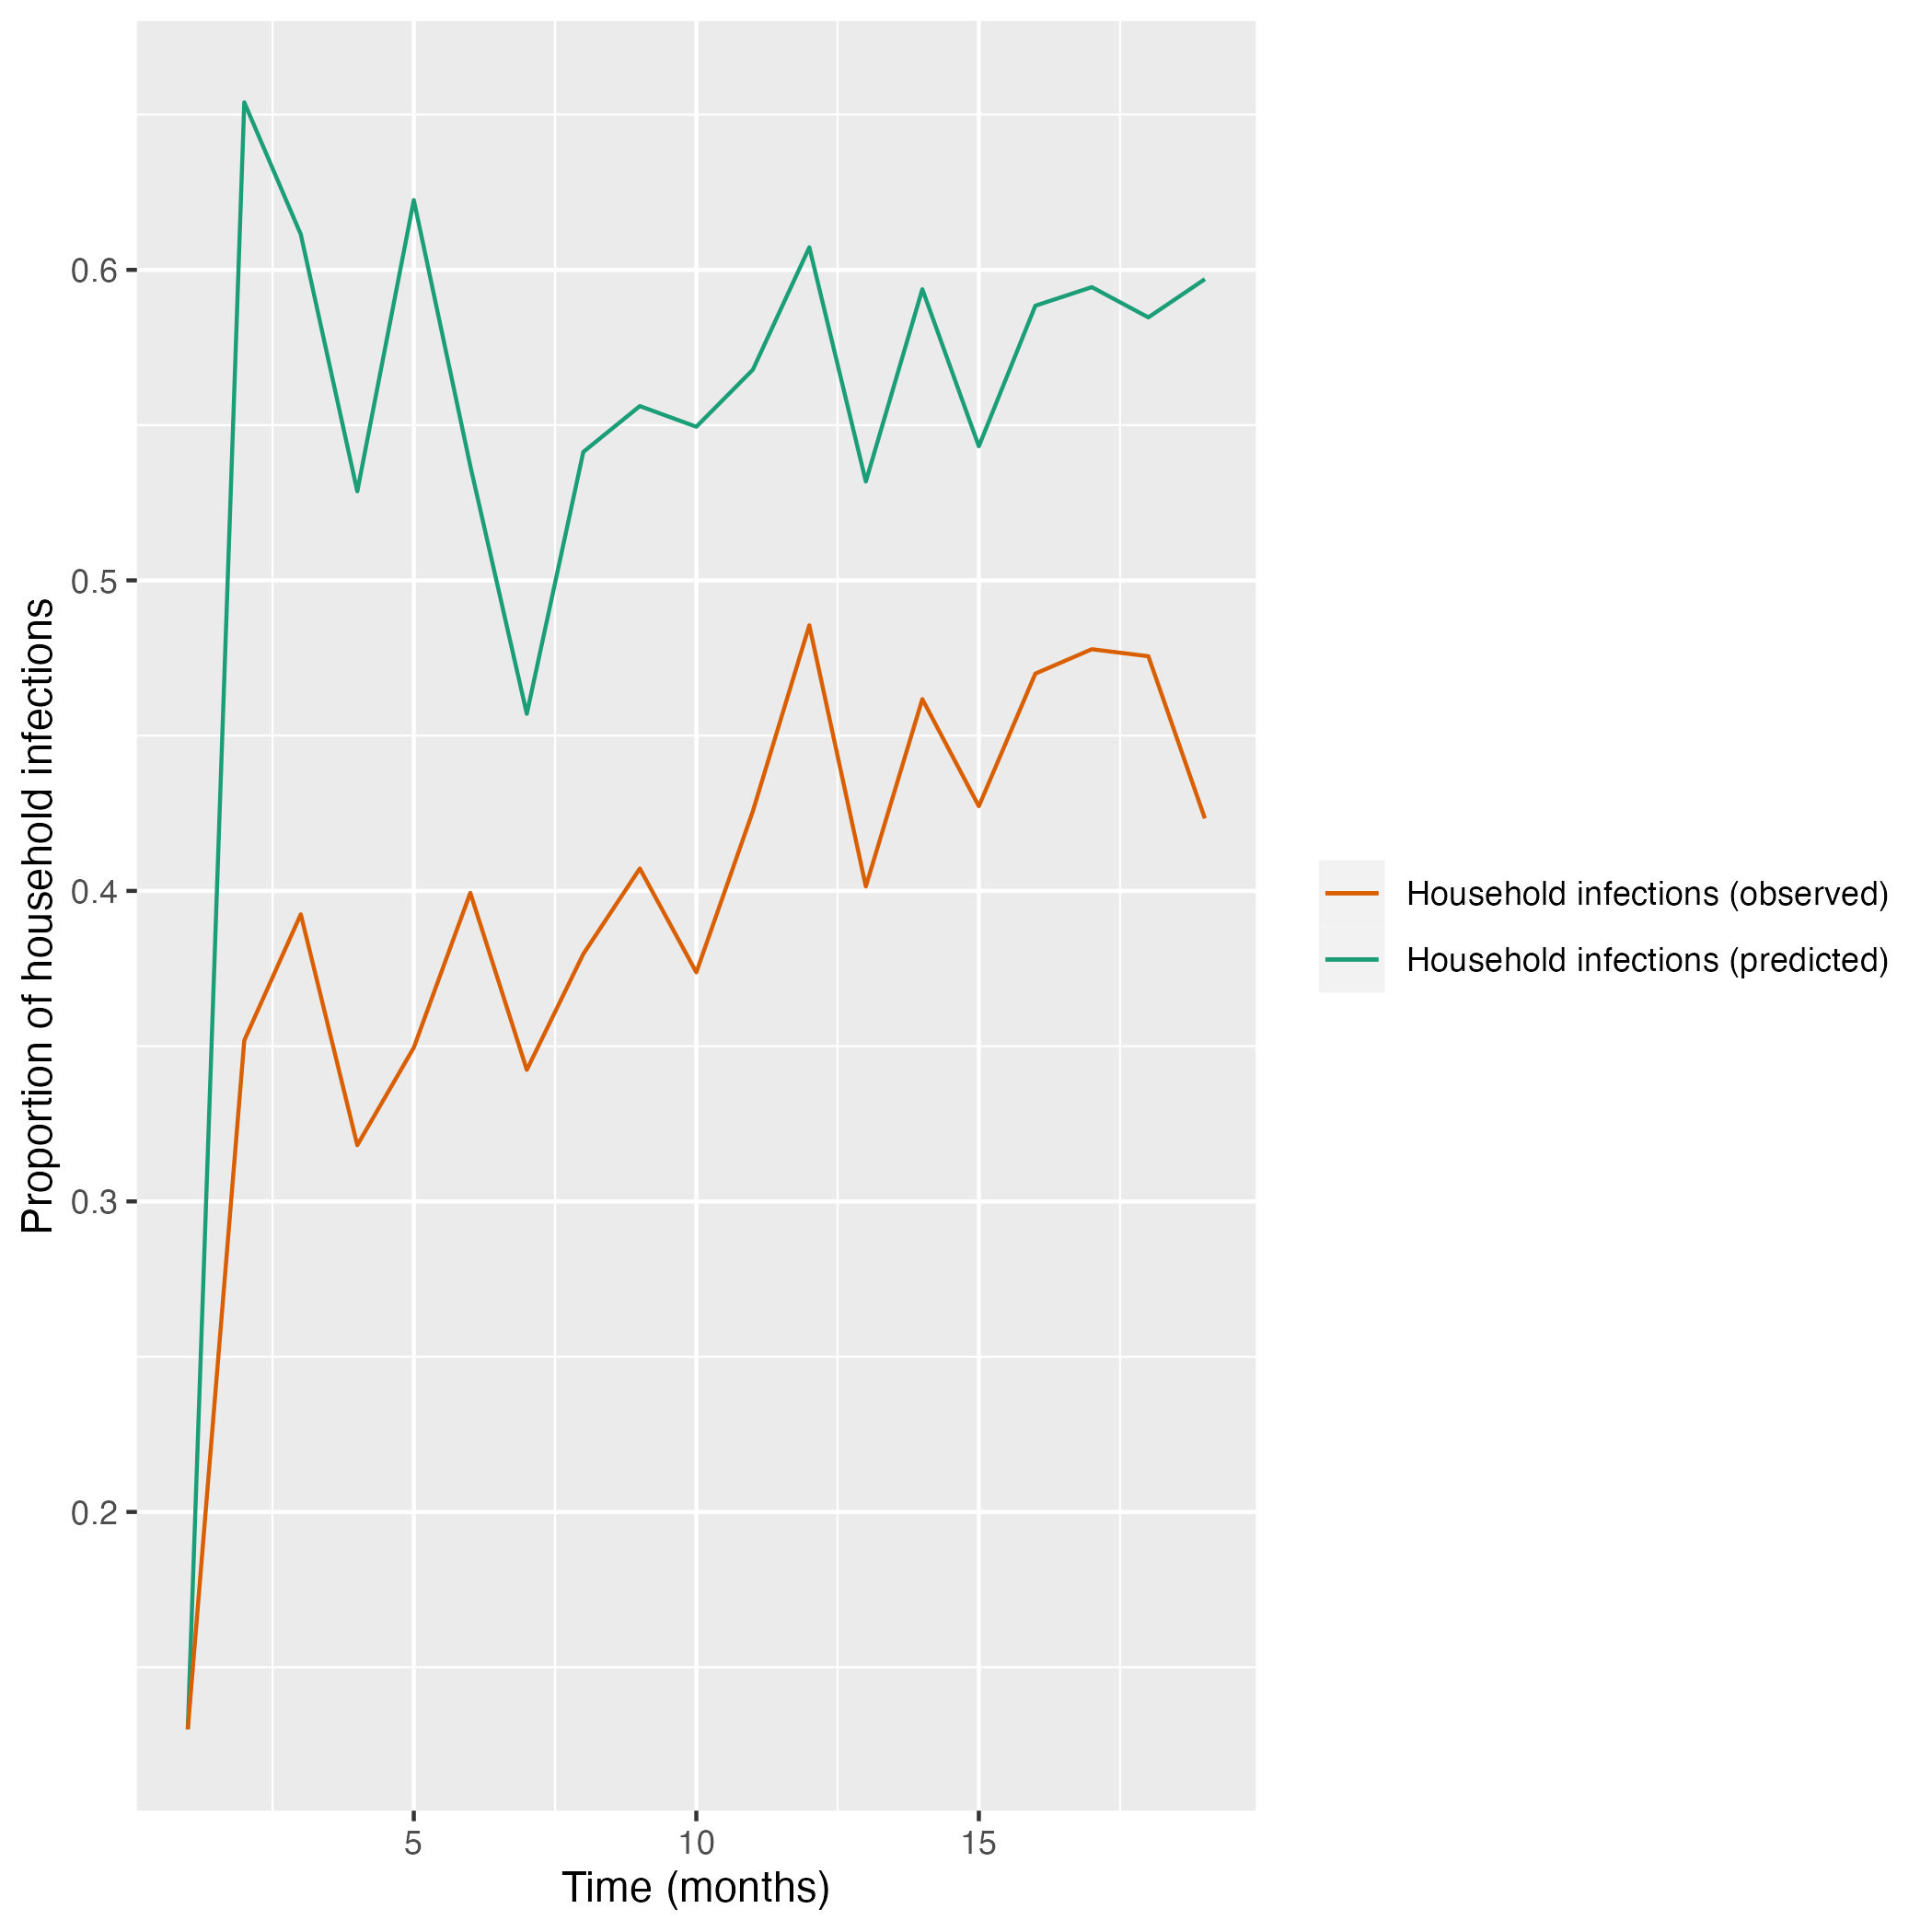 Proportion of household infections
0.6
0.5
0.4
0.3
0.2
5
10
15
Time (months)
Household infections (observed)
Household infections (predicted)